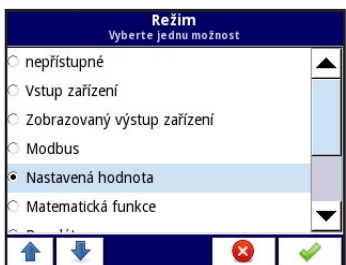 Režim
Vyberte jednu možnost
nepřístupné
Vstup zařízení
Zobrazovaný výstup zařízení
Modbus
Nastavená hodnota
Matematická funkce